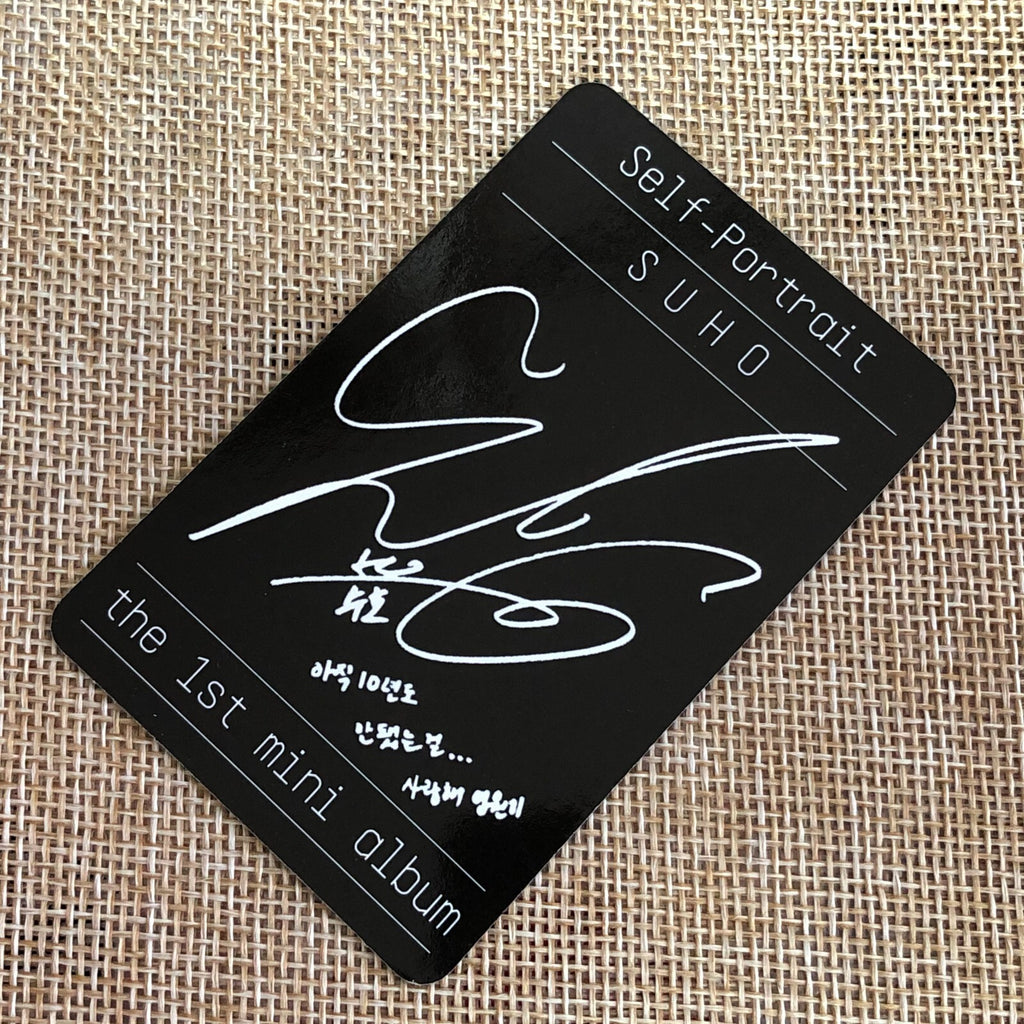 Self-Portrait
SUHO
수호
아직 10년도
안됐는걸...
사랑해 영원히
the 1st mini album